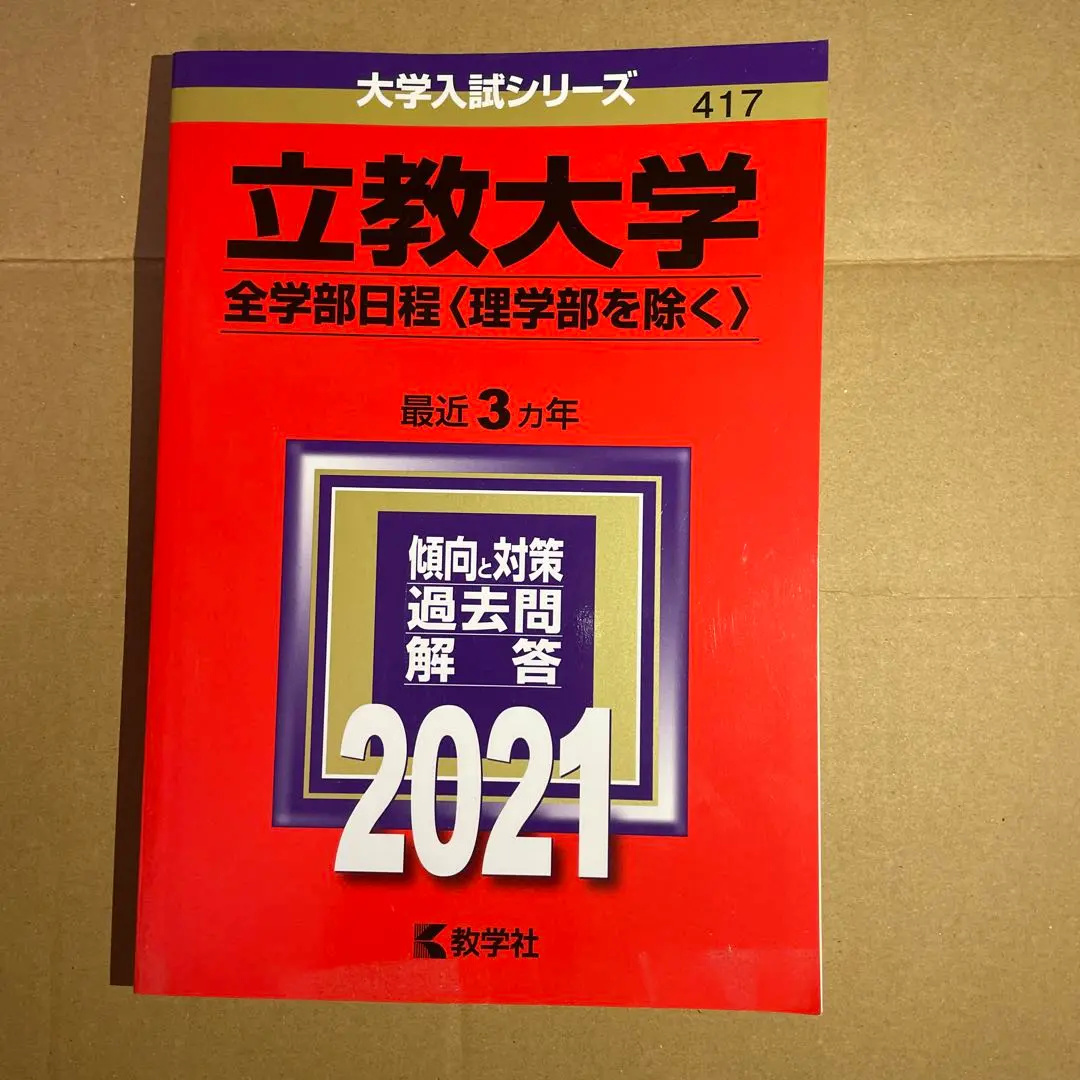 大学入試シリーズ
417
立教大学
全学部日程〈理学部を除く〉
最近3ヵ年
傾向と対策
過去問
解答
2021
教学社